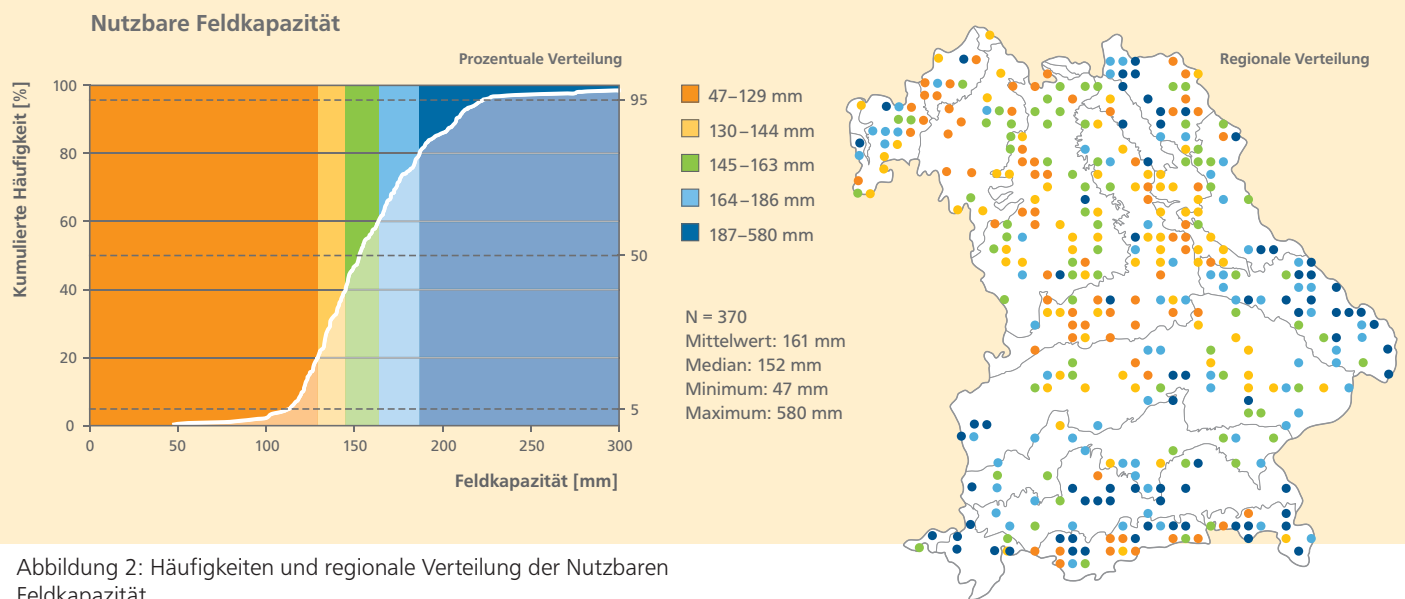 Nutzbare Feldkapazität
Prozentuale Verteilung
Regionale Verteilung
Kumulierte Häufigkeit [%]
100
80
60
40
20
0
95
50
5
0
50
100
150
200
250
300
Feldkapazität [mm]
47–129 mm
130–144 mm
145–163 mm
164–186 mm
187–580 mm
N = 370
Mittelwert: 161 mm
Median: 152 mm
Minimum: 47 mm
Maximum: 580 mm
Abbildung 2: Häufigkeiten und regionale Verteilung der Nutzbaren
Feldkapazität